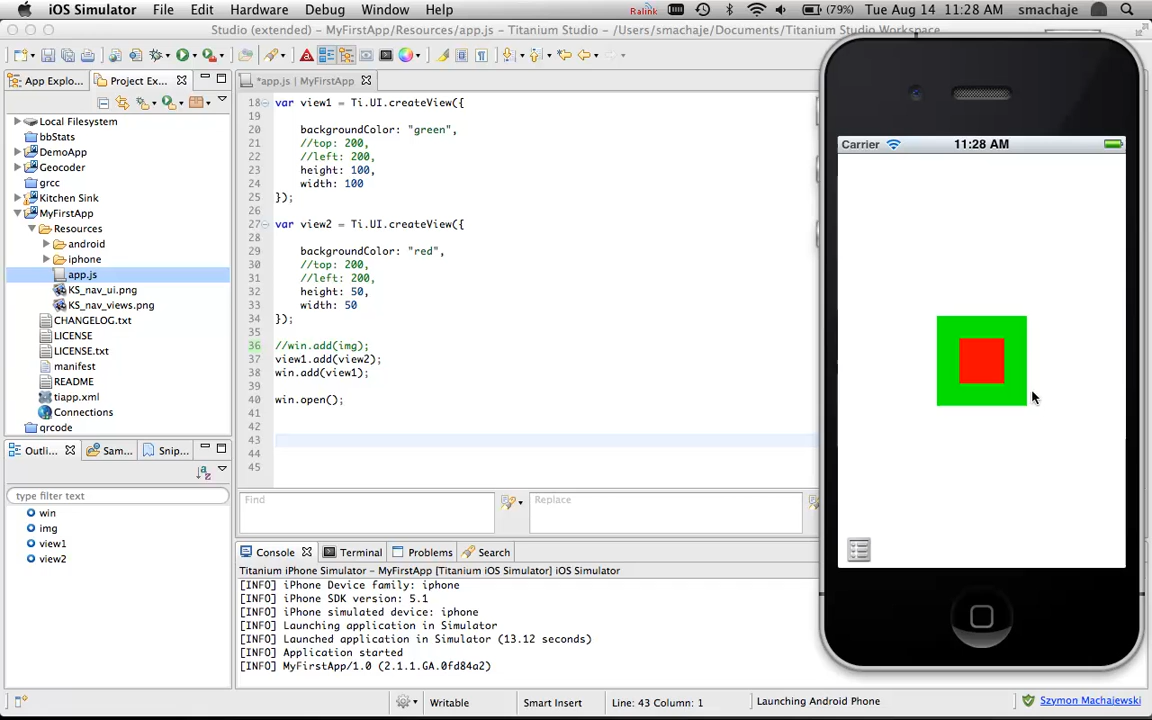 iOS Simulator File Edit Hardware Debug Window Help Ralink (79%) Tue Aug 14 11:28 AM smachaje
Studio (extended) - MyFirstApp/Resources/app.js - Titanium Studio - /Users/smachaje/Documents/Titanium Studio Workspace
App Explo... Project Ex...
*app.js | MyFirstApp
Local Filesystem
bbStats
DemoApp
Geocoder
grcc
Kitchen Sink
MyFirstApp
Resources
android
iphone
app.js
KS_nav_ui.png
KS_nav_views.png
CHANGELOG.txt
LICENSE
LICENSE.txt
manifest
README
tiapp.xml
Connections
qrcode
Outli... Sam... Snip...
type filter text
win
img
view1
view2
18 var view1 = Ti.UI.createView({
19
20 backgroundColor: "green",
21 //top: 200,
22 //left: 200,
23 height: 100,
24 width: 100
25 });
26
27 var view2 = Ti.UI.createView({
28
29 backgroundColor: "red",
30 //top: 200,
31 //left: 200,
32 height: 50,
33 width: 50
34 });
35
36 //win.add(img);
37 view1.add(view2);
38 win.add(view1);
39
40 win.open();
41
42
43
44
45
Find Replace
Console Terminal Problems Search
Titanium iPhone Simulator - MyFirstApp [Titanium iOS Simulator] iOS Simulator
[INFO] iPhone Device family: iphone
[INFO] iPhone SDK version: 5.1
[INFO] iPhone simulated device: iphone
[INFO] Launching application in Simulator
[INFO] Launched application in Simulator (13.12 seconds)
[INFO] Application started
[INFO] MyFirstApp/1.0 (2.1.1.GA.0fd84a2)
Carrier 11:28 AM
Writable Smart Insert Line: 43 Column: 1 Launching Android Phone Szymon Machajewski